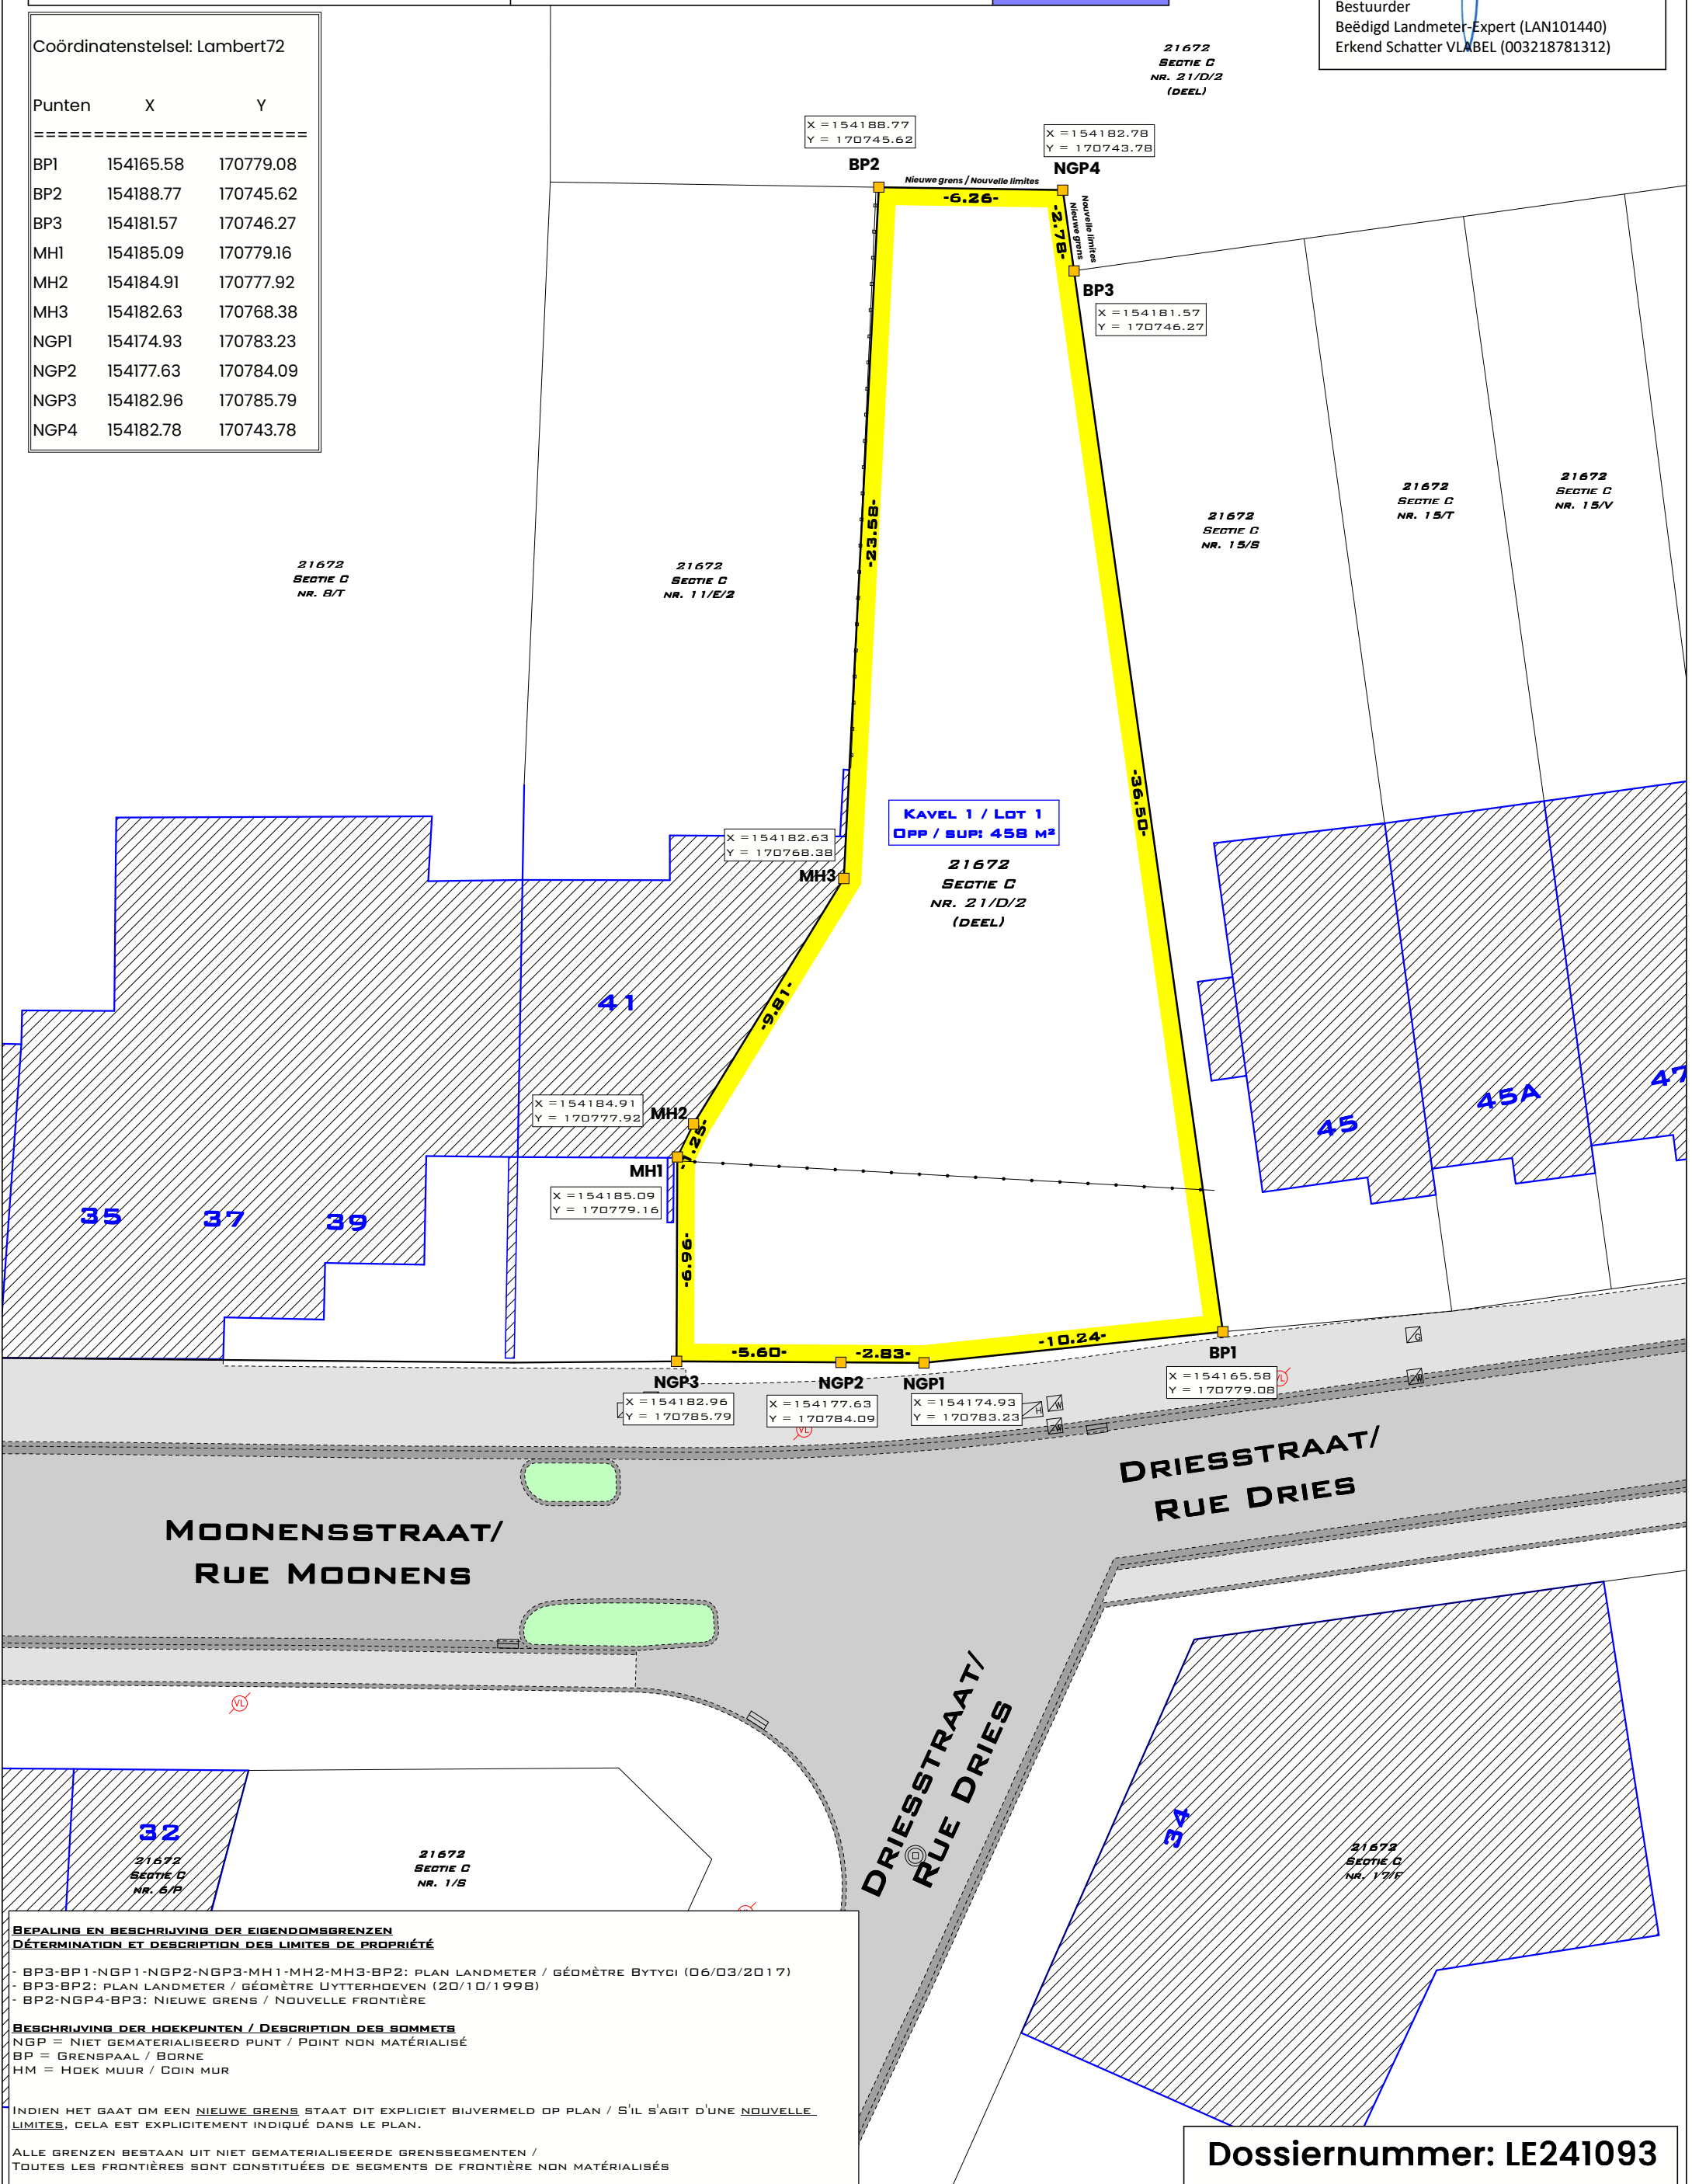 Bestuurder
Beëdigd Landmeter-Expert (LAN101440)
Erkend Schatter VLABEL (003218781312)
Coördinatenstelsel: Lambert72
Punten X Y
========================
BP1 154165.58 170779.08
BP2 154188.77 170745.62
BP3 154181.57 170746.27
MH1 154185.09 170779.16
MH2 154184.91 170777.92
MH3 154182.63 170768.38
NGP1 154174.93 170783.23
NGP2 154177.63 170784.09
NGP3 154182.96 170785.79
NGP4 154182.78 170743.78
21672
Sectie C
nr. 21/D/2
(deel)
X =154188.77
Y = 170745.62
BP2
X =154182.78
Y = 170743.78
NGP4
Nieuwe grens / Nouvelle limites
-6.26-
-2.78-
Nouvelle limites
Nieuwe grens
BP3
X =154181.57
Y = 170746.27
-23.58-
21672
Sectie C
nr. 8/T
21672
Sectie C
nr. 11/E/2
21672
Sectie C
nr. 15/S
21672
Sectie C
nr. 15/T
21672
Sectie C
nr. 15/V
-36.50-
Kavel 1 / Lot 1
Opp / sup: 458 m²
21672
Sectie C
nr. 21/D/2
(deel)
X =154182.63
Y = 170768.38
MH3
41
-9.81-
X =154184.91
Y = 170777.92
MH2
-1.25-
MH1
X =154185.09
Y = 170779.16
45
45A
47
35
37
39
-6.96-
-5.60-
-2.83-
-10.24-
NGP3
NGP2
NGP1
BP1
X =154182.96
Y = 170785.79
X =154177.63
Y = 170784.09
X =154174.93
Y = 170783.23
X =154165.58
Y = 170779.08
G
W
H
W
W
VL
VL
Driesstraat/
Rue Dries
Moonensstraat/
Rue Moonens
Driesstraat/
Rue Dries
VL
32
21672
Sectie C
nr. 6/P
21672
Sectie C
nr. 1/S
34
21672
Sectie C
nr. 17/F
Bepaling en beschrijving der eigendomsgrenzen
Détermination et description des limites de propriété
- BP3-BP1-NGP1-NGP2-NGP3-MH1-MH2-MH3-BP2: plan landmeter / géomètre Bytyci (06/03/2017)
- BP3-BP2: plan landmeter / géomètre Uytterhoeven (20/10/1998)
- BP2-NGP4-BP3: Nieuwe grens / Nouvelle frontière
Beschrijving der hoekpunten / Description des sommets
NGP = Niet gematerialiseerd punt / Point non matérialisé
BP = Grenspaal / Borne
HM = Hoek muur / Coin mur
Indien het gaat om een nieuwe grens staat dit expliciet bijvermeld op plan / S'il s'agit d'une nouvelle
limites, cela est explicitement indiqué dans le plan.
Alle grenzen bestaan uit niet gematerialiseerde grenssegmenten /
Toutes les frontières sont constituées de segments de frontière non matérialisés
Dossiernummer: LE241093